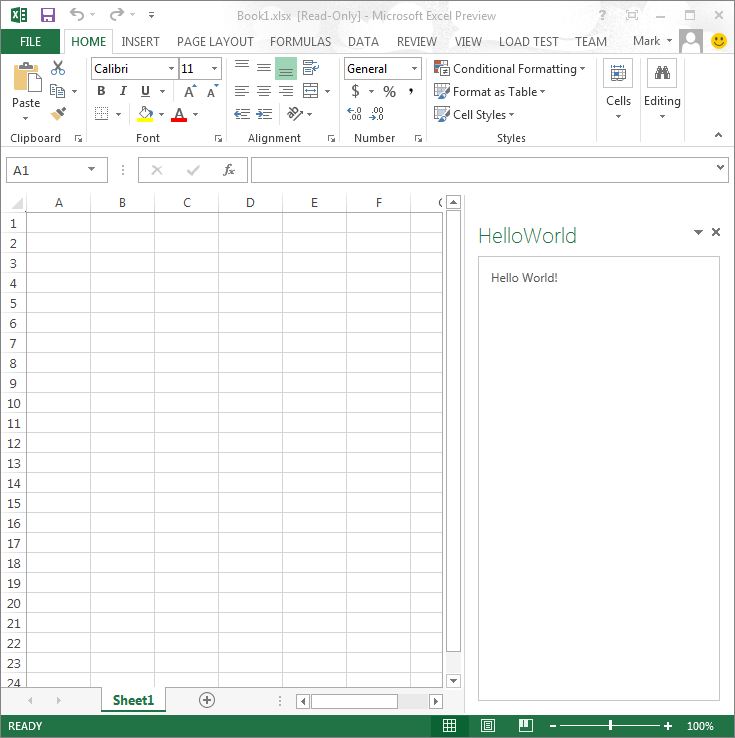 Book1.xlsx [Read-Only] - Microsoft Excel Preview
FILE HOME INSERT PAGE LAYOUT FORMULAS DATA REVIEW VIEW LOAD TEST TEAM Mark
Paste
Calibri 11
B I U A A
A
General
$ % ,
.00 .00
Conditional Formatting
Format as Table
Cell Styles
Cells
Editing
Clipboard Font Alignment Number Styles
A1 fx
A B C D E F
HelloWorld
Hello World!
1
2
3
4
5
6
7
8
9
10
11
12
13
14
15
16
17
18
19
20
21
22
23
24
Sheet1
READY 100%